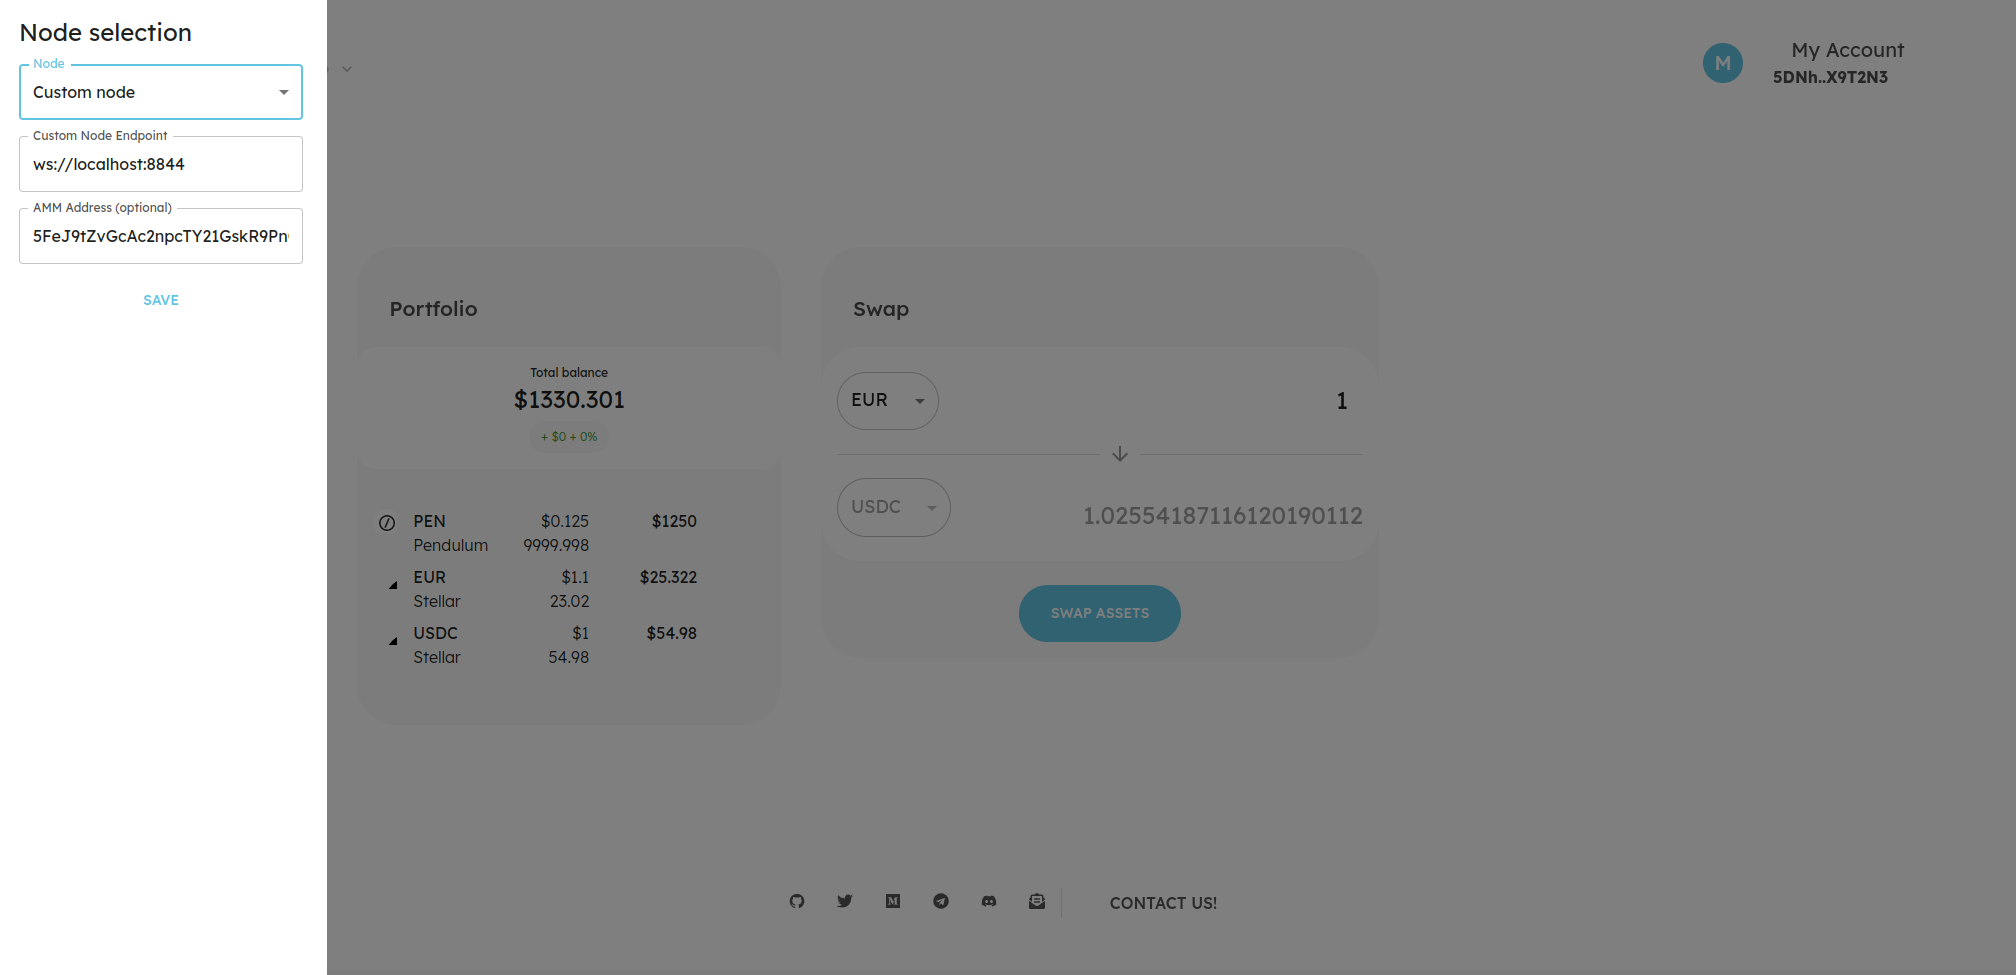 Node selection
Node
Custom node
Custom Node Endpoint
ws://localhost:8844
AMM Address (optional)
5FeJ9tZvGcAc2npcTY21GskR9Pn
SAVE
M
My Account
5DNh..X9T2N3
Portfolio
Total balance
$1330.301
+ $0 + 0%
PEN $0.125 $1250
Pendulum 9999.998
EUR $1.1 $25.322
Stellar 23.02
USDC $1 $54.98
Stellar 54.98
Swap
EUR 1
USDC 1.02554187116120190112
SWAP ASSETS
CONTACT US!